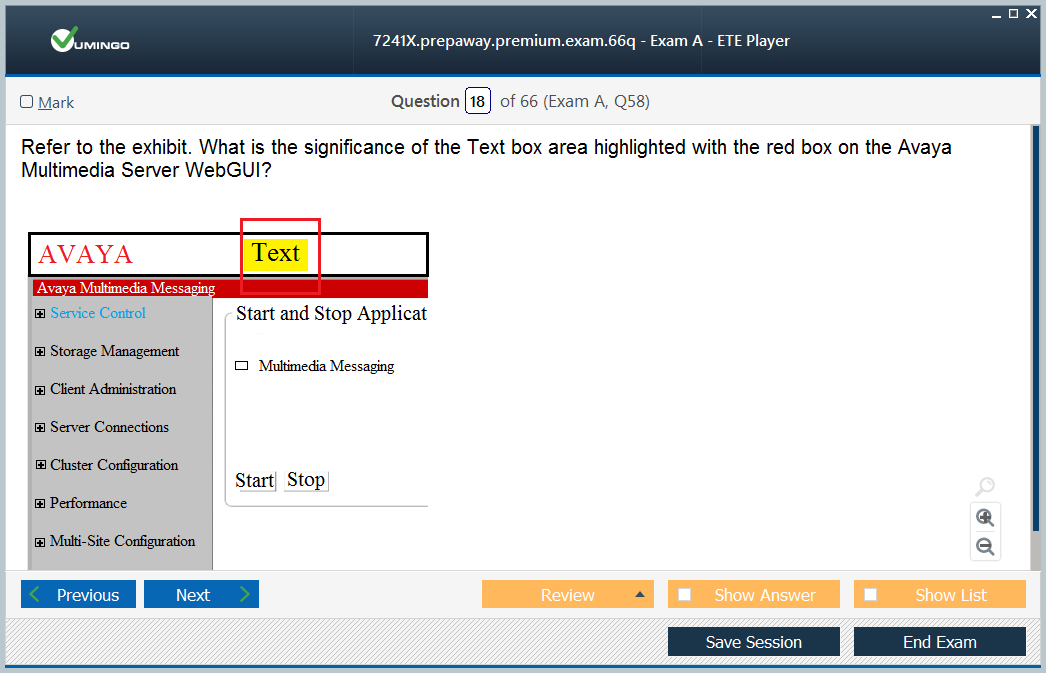 VUMINGO
7241X.prepaway.premium.exam.66q - Exam A - ETE Player
Mark
Question 18 of 66 (Exam A, Q58)
Refer to the exhibit. What is the significance of the Text box area highlighted with the red box on the Avaya
Multimedia Server WebGUI?
AVAYA
Text
Avaya Multimedia Messaging
Service Control
Start and Stop Applicat
Storage Management
Multimedia Messaging
Client Administration
Server Connections
Cluster Configuration
Start Stop
Performance
Multi-Site Configuration
Previous Next Review Show Answer Show List
Save Session End Exam